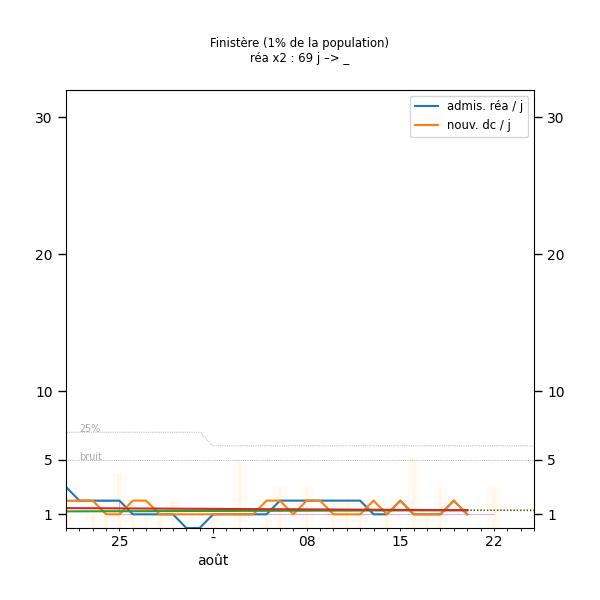 Finistère (1% de la population)
réa x2 : 69 j –> _
admis. réa / j
nouv. dc / j
30
30
20
20
10
10
25%
5
bruit
5
1
1
25
-
08
15
22
août